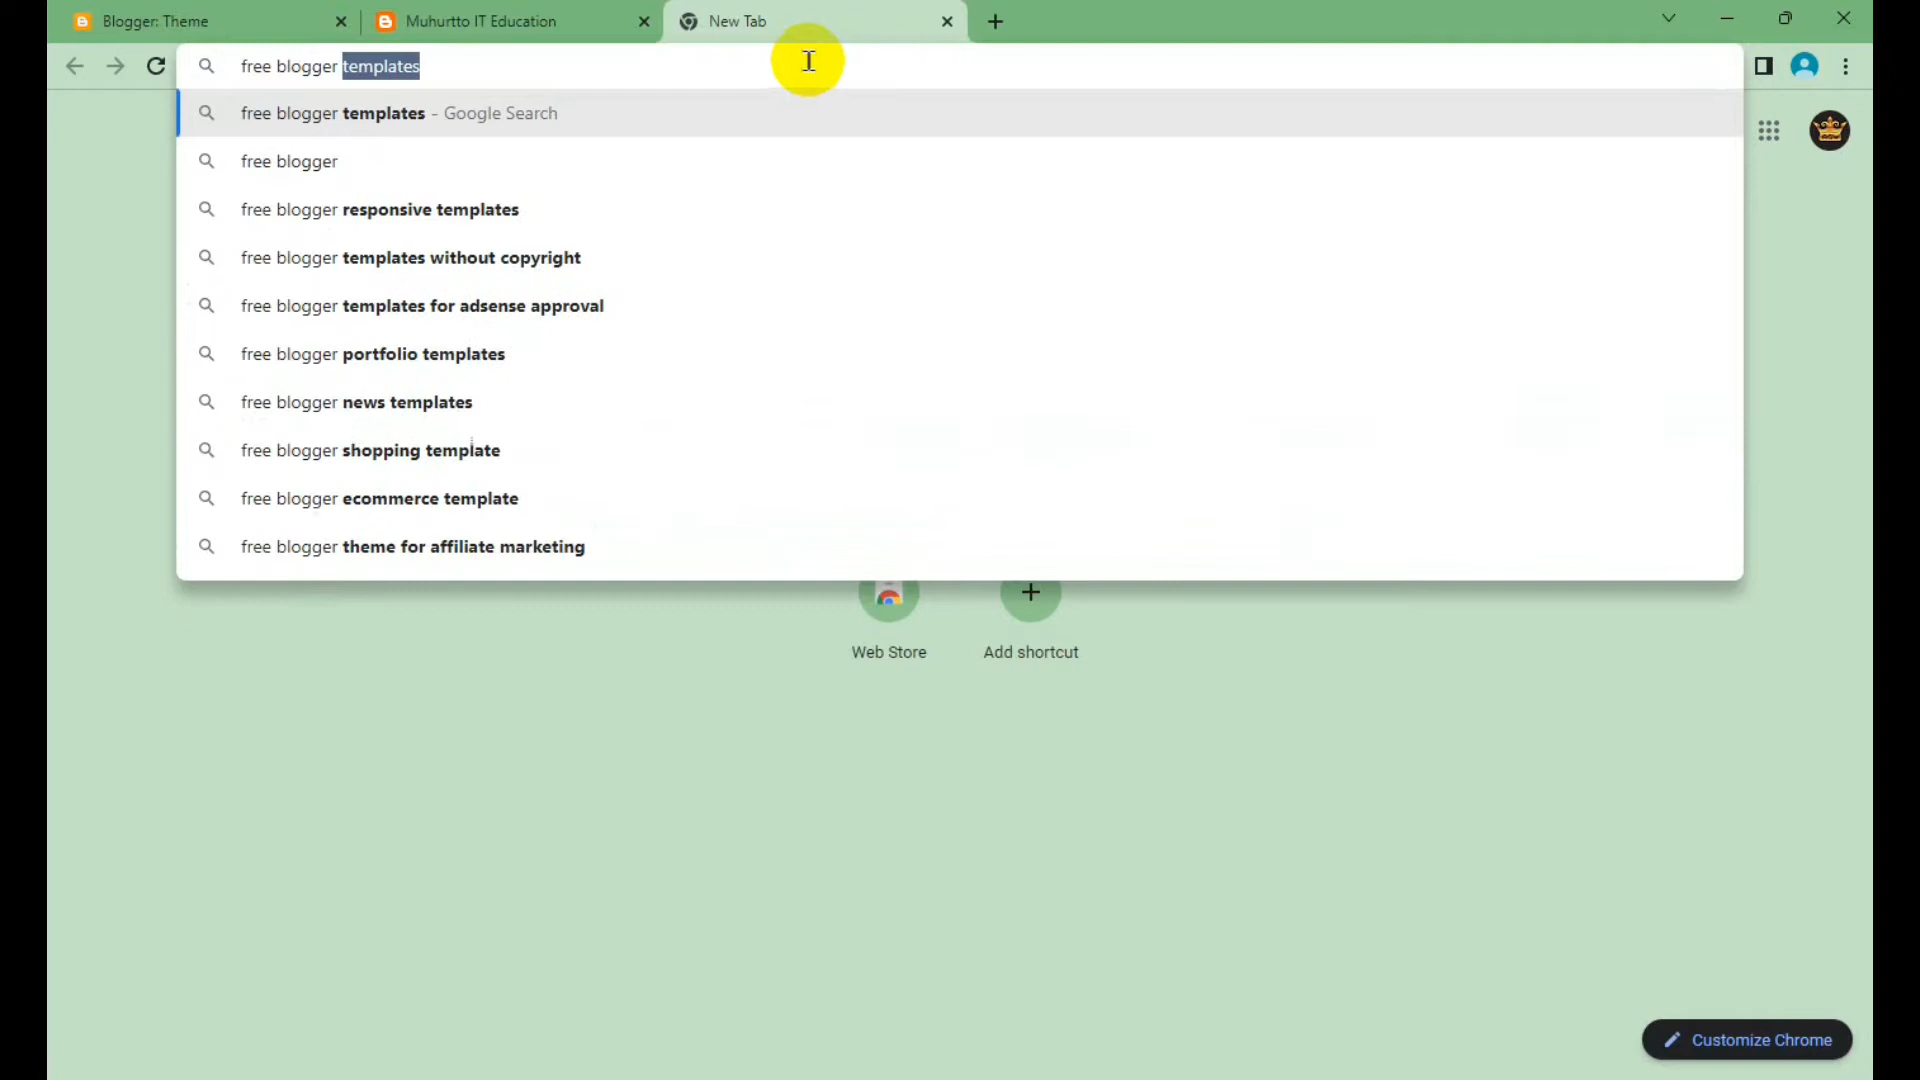 Blogger: Theme
Muhurtto IT Education
New Tab
free blogger templates
free blogger templates - Google Search
free blogger
free blogger responsive templates
free blogger templates without copyright
free blogger templates for adsense approval
free blogger portfolio templates
free blogger news templates
free blogger shopping template
free blogger ecommerce template
free blogger theme for affiliate marketing
Web Store
Add shortcut
Customize Chrome